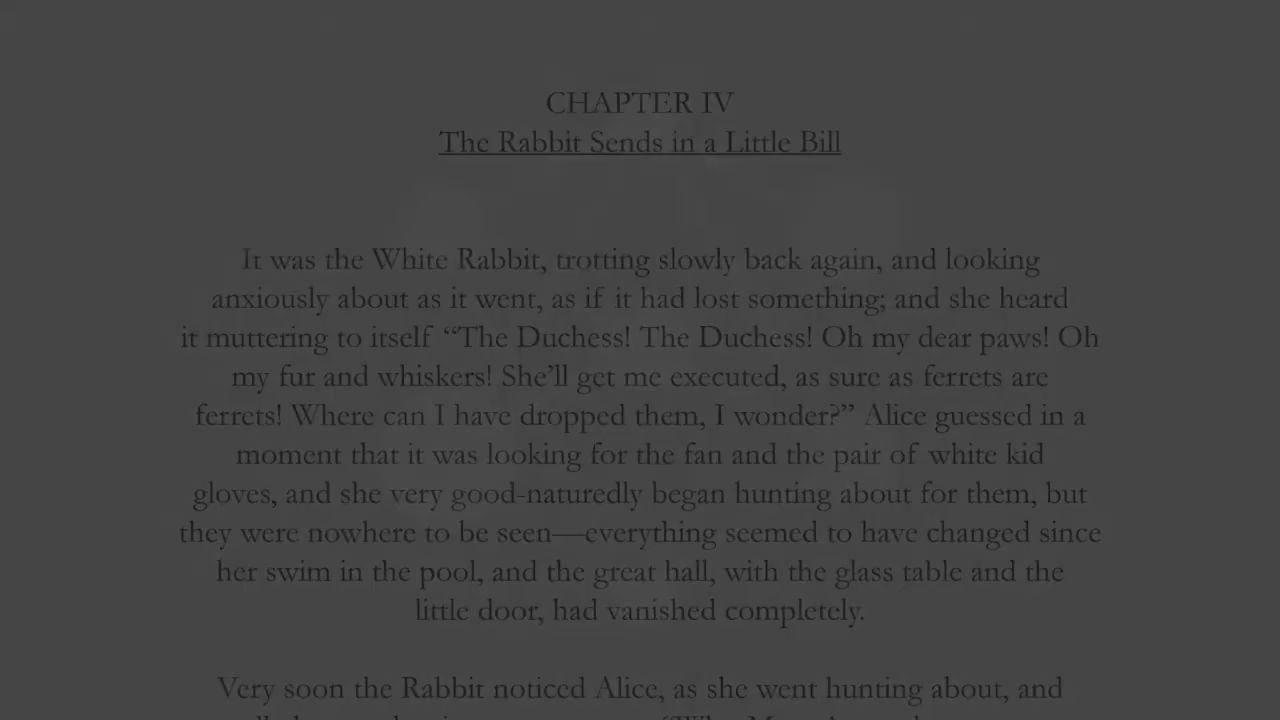 CHAPTER IV
The Rabbit Sends in a Little Bill
It was the White Rabbit, trotting slowly back again, and looking
anxiously about as it went, as if it had lost something; and she heard
it muttering to itself “The Duchess! The Duchess! Oh my dear paws! Oh
my fur and whiskers! She’ll get me executed, as sure as ferrets are
ferrets! Where can I have dropped them, I wonder?” Alice guessed in a
moment that it was looking for the fan and the pair of white kid
gloves, and she very good-naturedly began hunting about for them, but
they were nowhere to be seen—everything seemed to have changed since
her swim in the pool, and the great hall, with the glass table and the
little door, had vanished completely.
Very soon the Rabbit noticed Alice, as she went hunting about, and